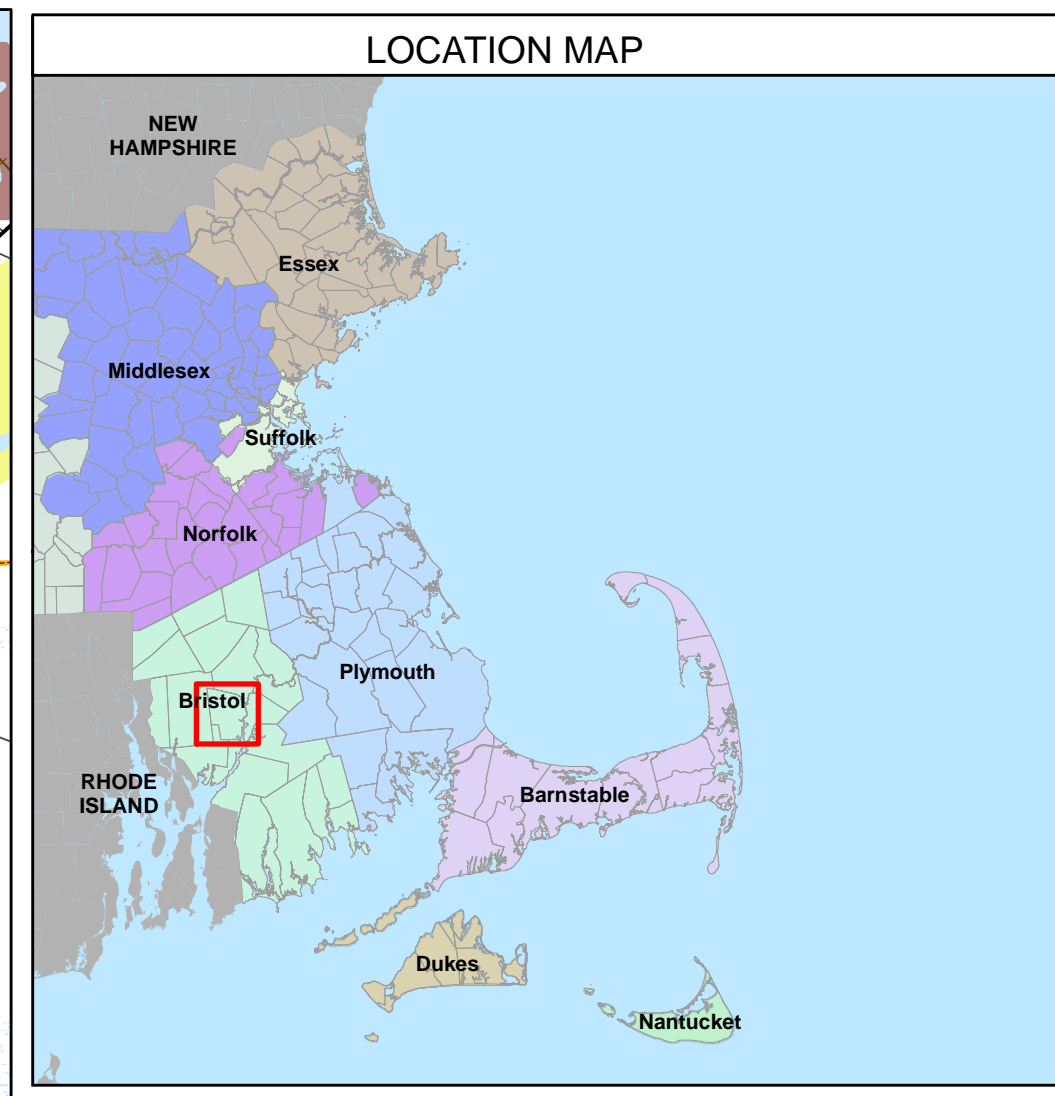 LOCATION MAP
NEW
HAMPSHIRE
Essex
Middlesex
Suffolk
Norfolk
Plymouth
Bristol
RHODE
ISLAND
Barnstable
Dukes
Nantucket